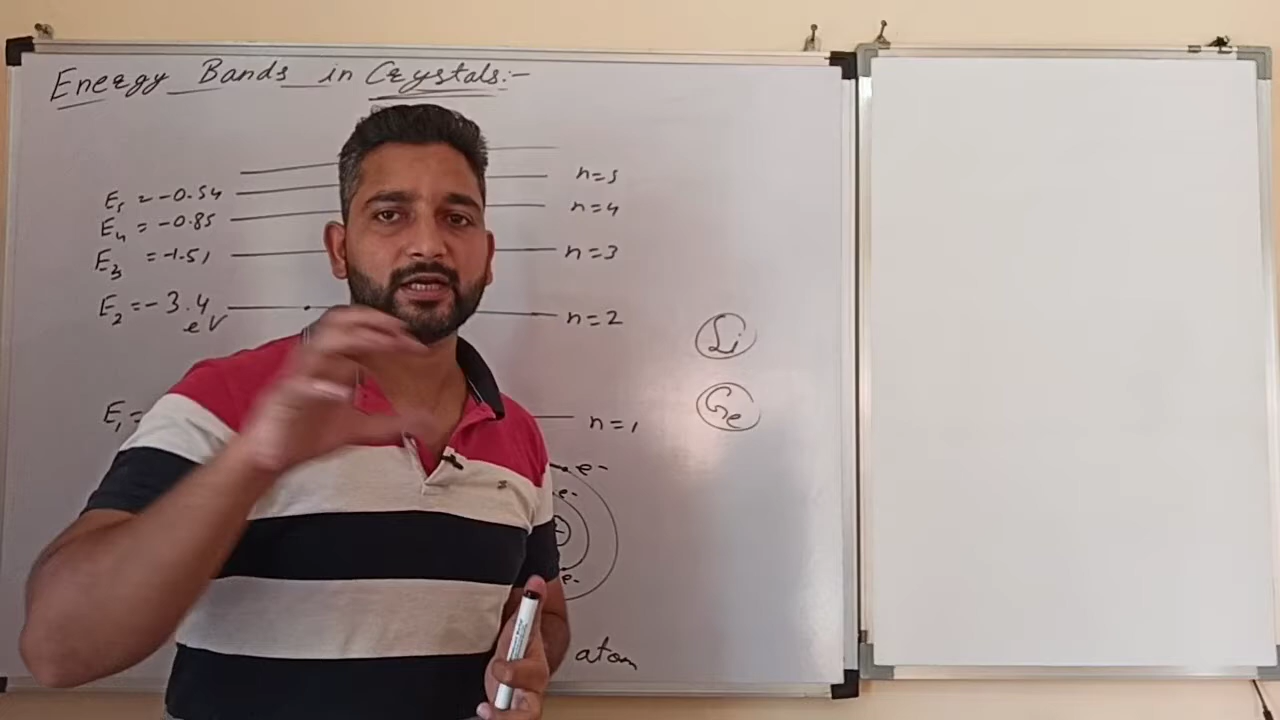 Energy Bands in Crystals:-
E₅ = -0.54 n=5
E₄ = -0.85 n=4
E₃ = -1.51 n=3
E₂ = -3.4 n=2
eV
Li
Ge
E₁ = n=1
e-
e-
+
e-
atom